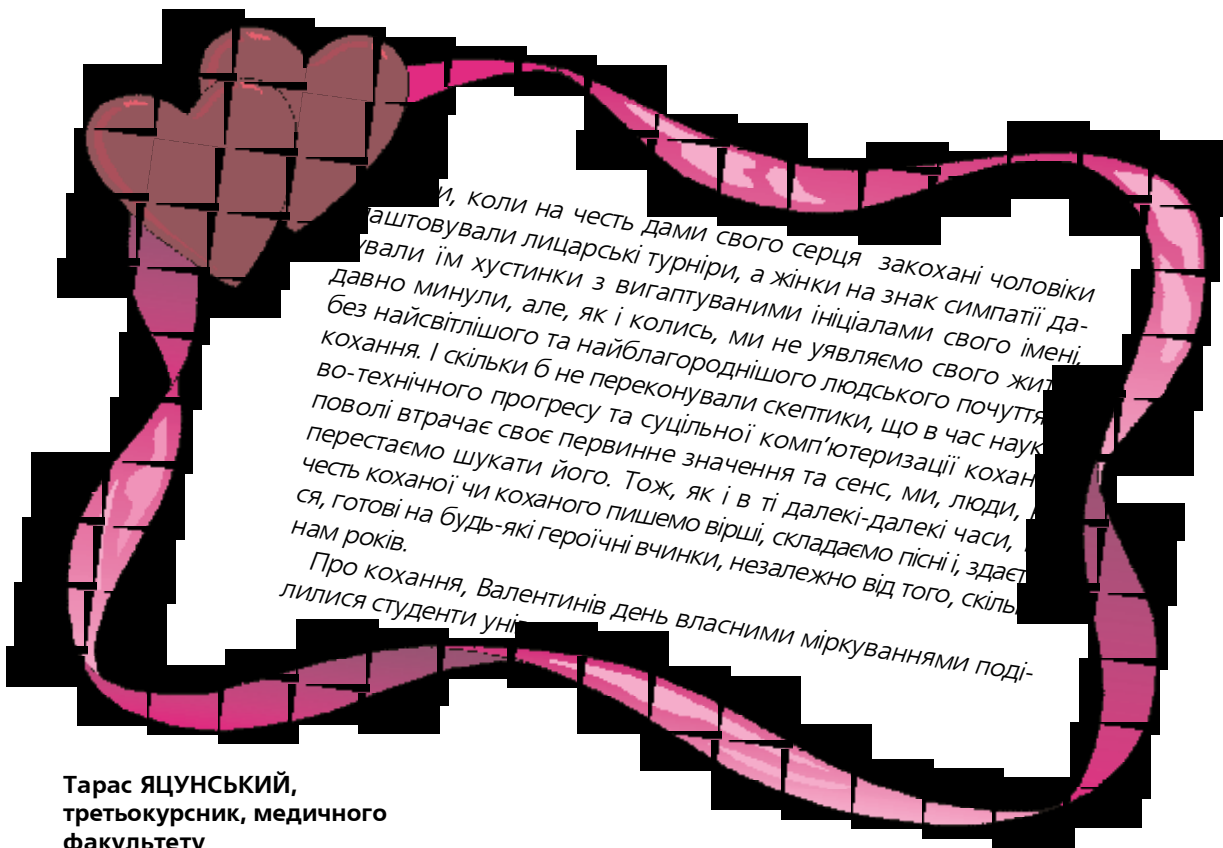 коли на честь дами свого серця закохані чоловіки
лаштовували лицарські турніри, а жінки на знак симпатії да-
вали їм хустинки з вигаптуваними ініціалами свого імені,
давно минули, але, як і колись, ми не уявляємо свого
без найсвітлішого та найблагороднішого людського почуття
кохання. І скільки б не переконували скептики, що в час наук
во-технічного прогресу та суцільної комп’ютеризації кохан
поволі втрачає своє первинне значення та сенс, ми, люди,
перестаємо шукати його. Тож, як і в ті далекі-далекі часи,
честь коханої чи коханого пишемо вірші, складаємо пісні і, здаєт
ся, готові на будь-які героїчні вчинки, незалежно від того, скіль
нам років.
Про кохання, Валентинів день власними міркуваннями поді-
лилися студенти уні
Тарас ЯЦУНСЬКИЙ,
третьокурсник, медичного
факультету